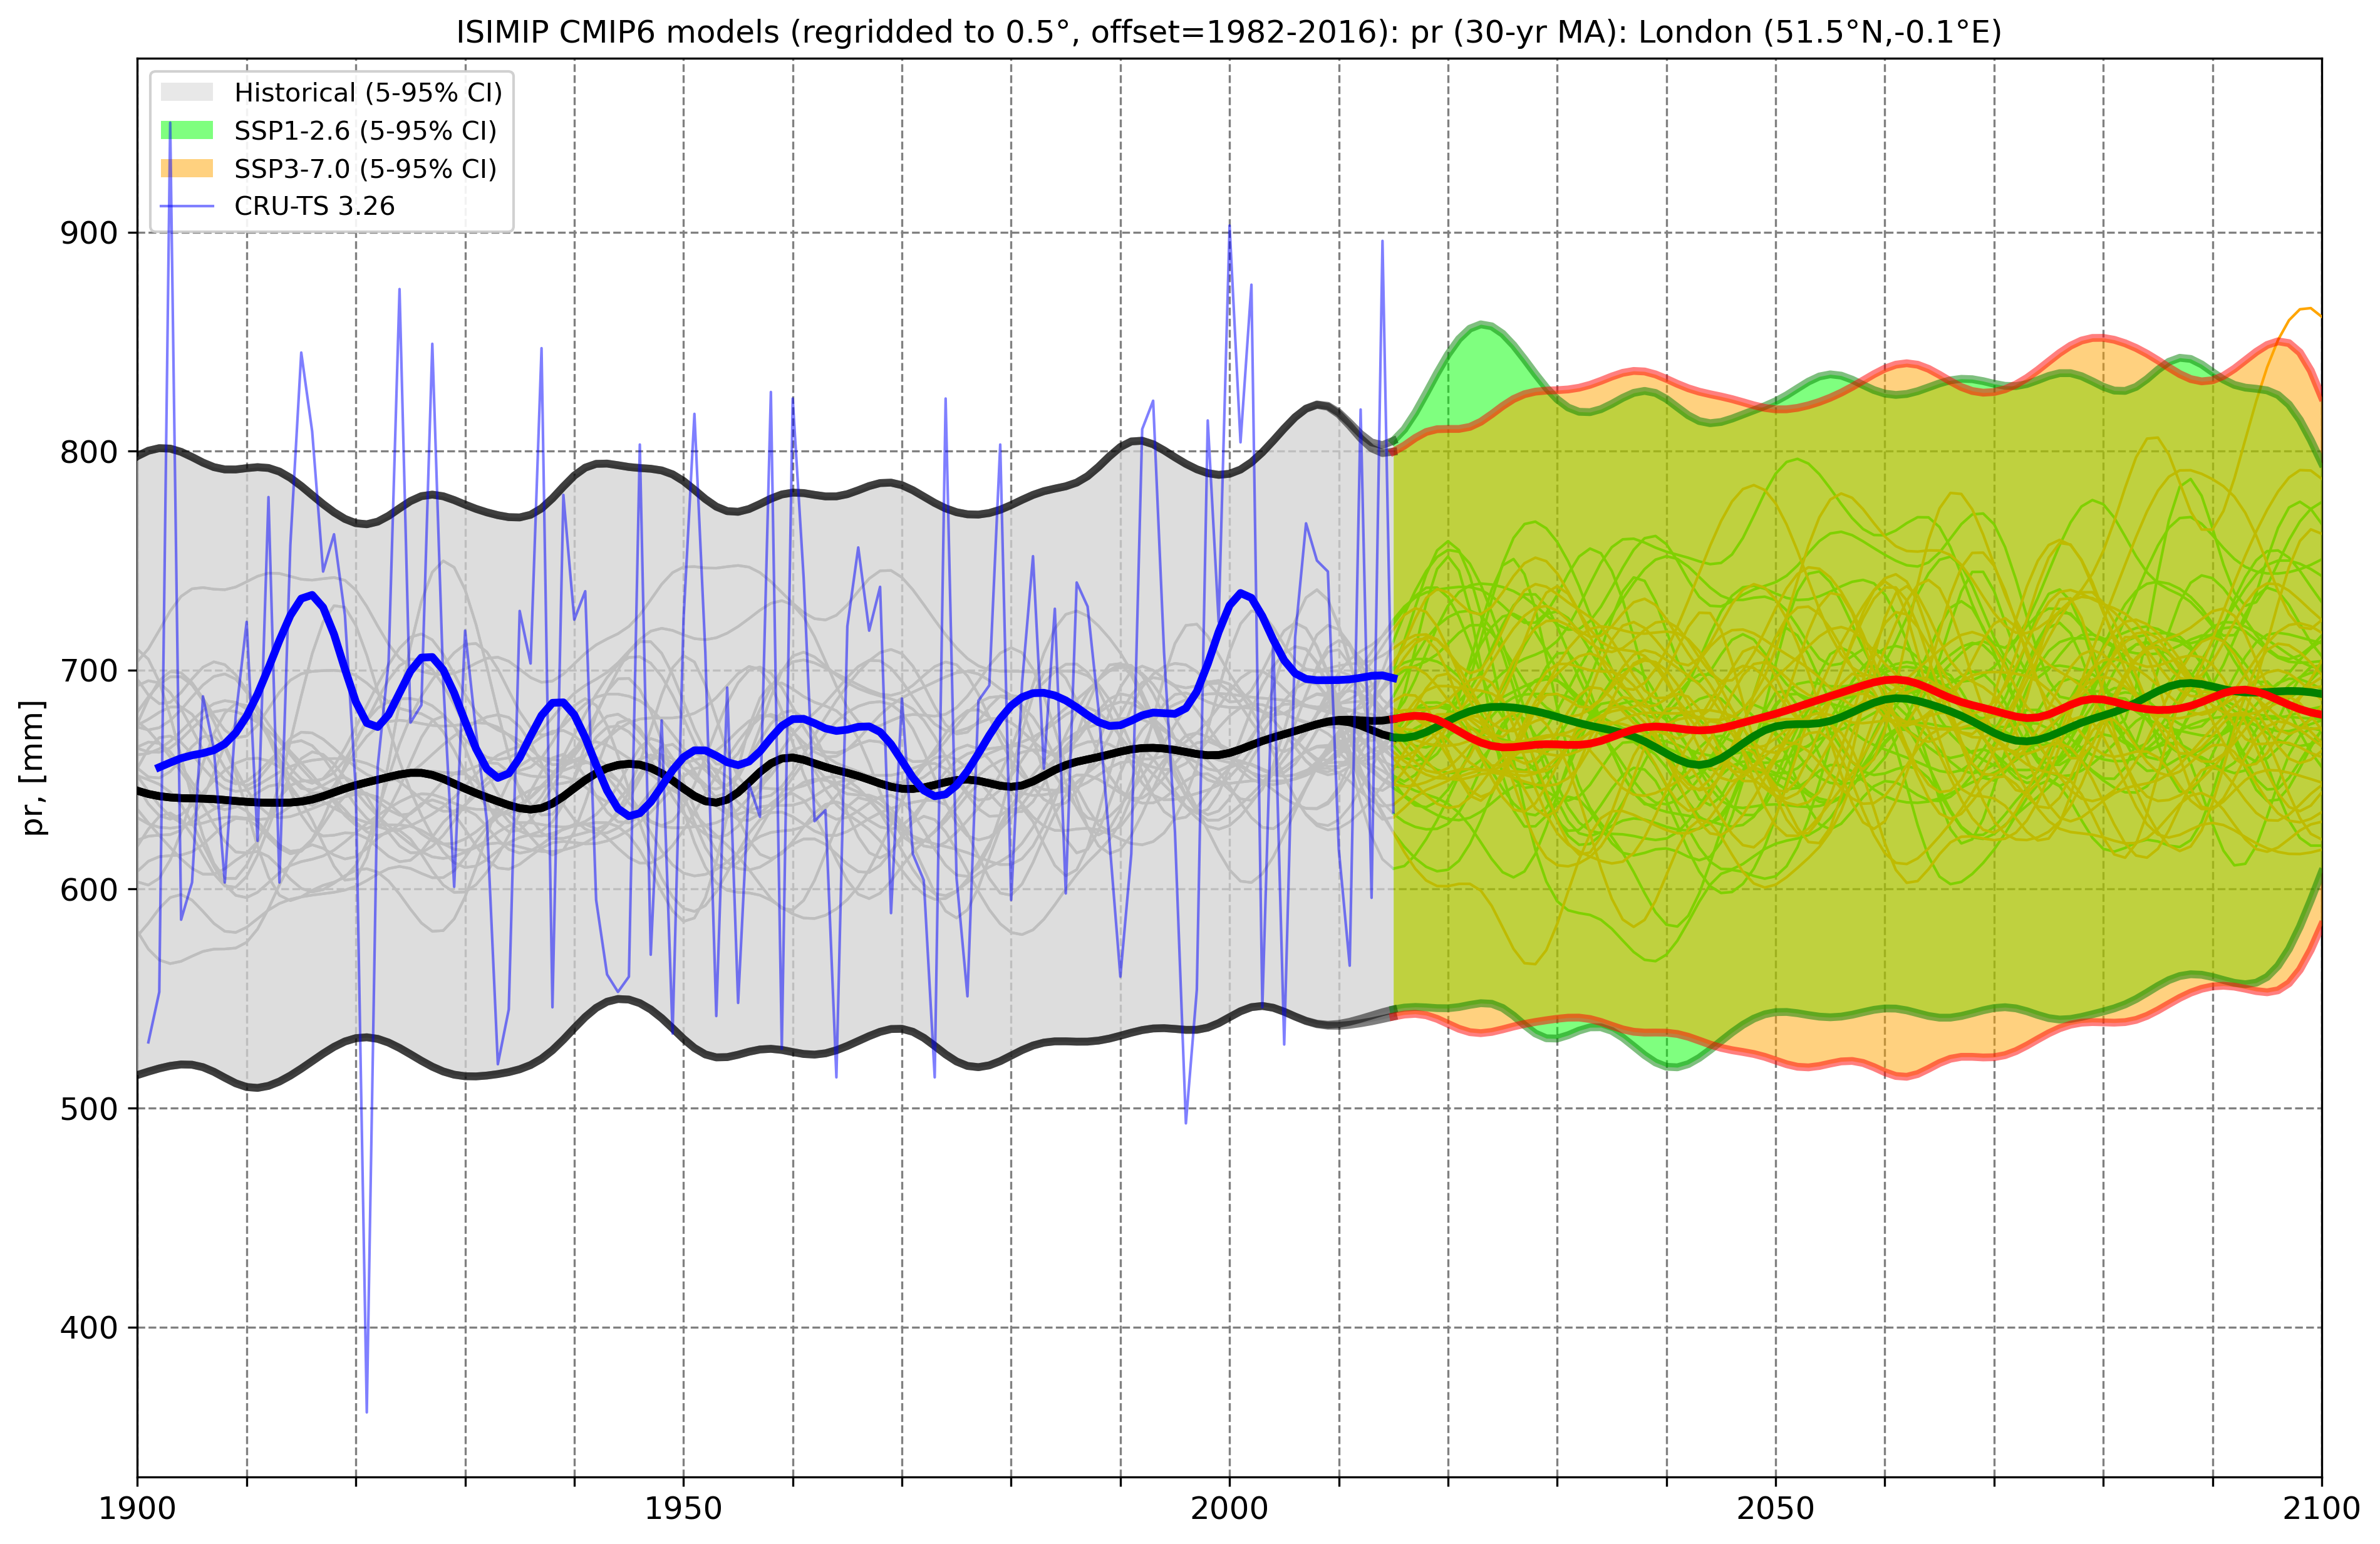 ISIMIP CMIP6 models (regridded to 0.5°, offset=1982-2016): pr (30-yr MA): London (51.5°N,-0.1°E)
Historical (5-95% CI)
SSP1-2.6 (5-95% CI)
SSP3-7.0 (5-95% CI)
CRU-TS 3.26
900
800
700
600
500
400
pr, [mm]
1900
1950
2000
2050
2100